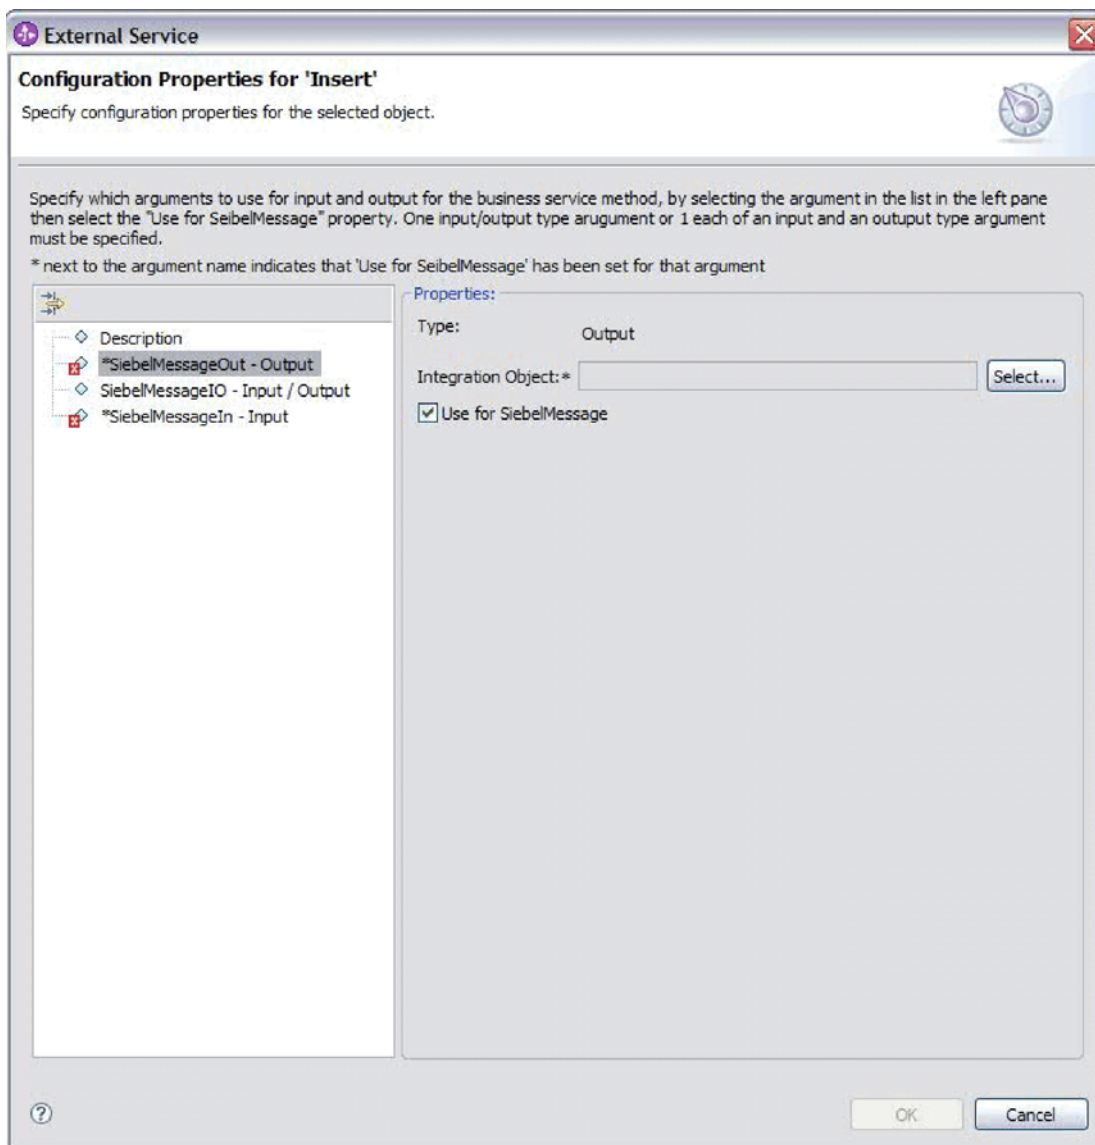 External Service
Configuration Properties for 'Insert'
Specify configuration properties for the selected object.
Specify which arguments to use for input and output for the business service method, by selecting the argument in the list in the left pane
then select the "Use for SeibelMessage" property. One input/output type arugument or 1 each of an input and an outuput type argument
must be specified.
* next to the argument name indicates that 'Use for SeibelMessage' has been set for that argument
Description
*SiebelMessageOut - Output
SiebelMessageIO - Input / Output
*SiebelMessageIn - Input
Properties:
Type: Output
Integration Object:* Select...
Use for SiebelMessage
OK Cancel